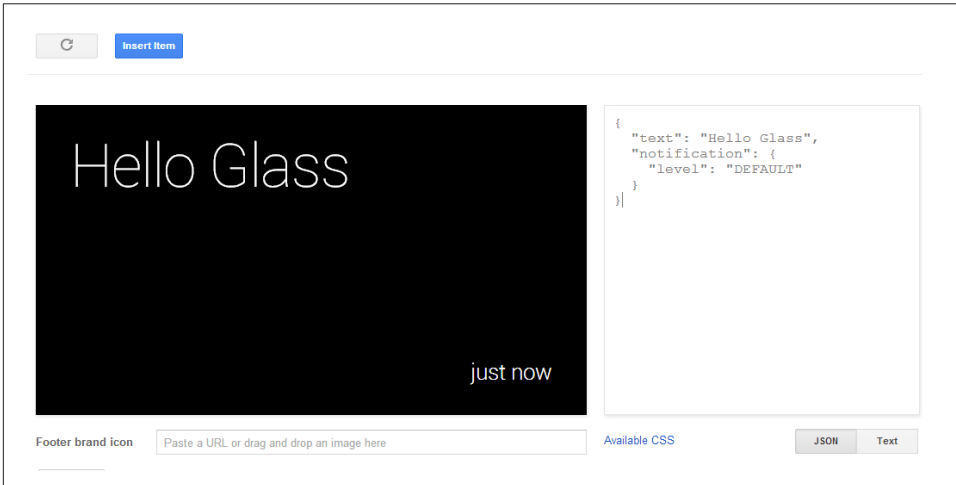 Insert Item
Hello Glass
just now
{
"text": "Hello Glass",
"notification": {
"level": "DEFAULT"
}
}
Footer brand icon
Paste a URL or drag and drop an image here
Available CSS
JSON
Text